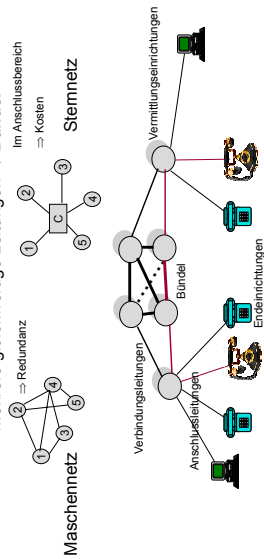 Im Anschlussbereich
⇒ Redundanz
⇒ Kosten
1
2
3
4
5
1
2
3
4
5
C
Maschennetz
Sternnetz
Verbindungsleitungen
Vermittlungseinrichtungen
Bündel
Anschlussleitungen
Endeinrichtungen